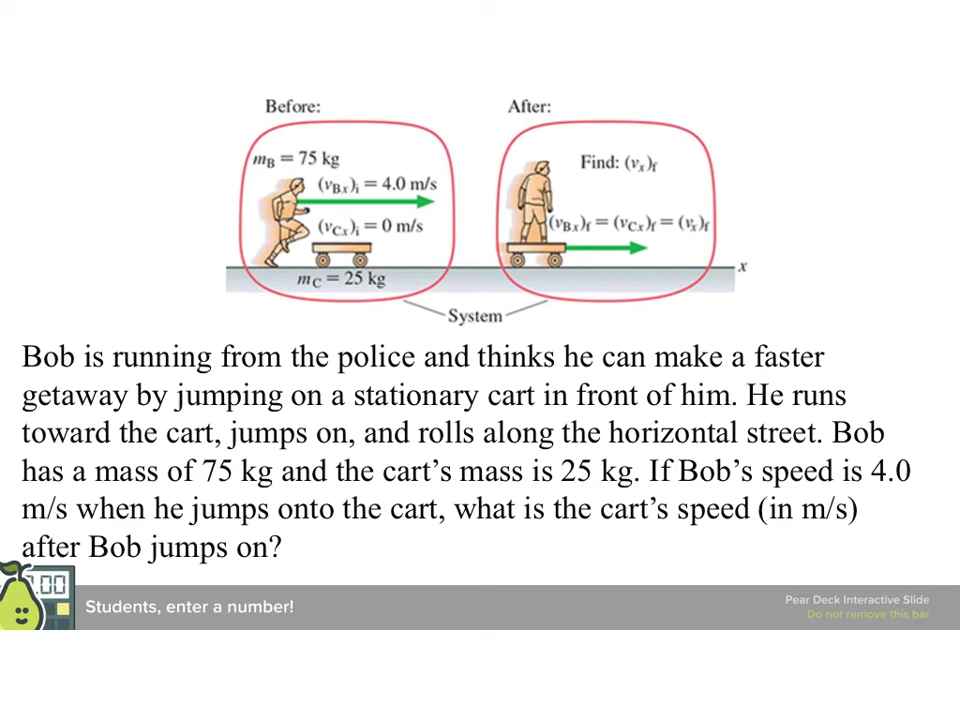 Before: After:
m_B = 75 kg Find: (v_x)_f
(v_Bx)_i = 4.0 m/s
(v_Cx)_i = 0 m/s (v_Bx)_f = (v_Cx)_f = (v_x)_f
x
m_C = 25 kg
System
Bob is running from the police and thinks he can make a faster
getaway by jumping on a stationary cart in front of him. He runs
toward the cart, jumps on, and rolls along the horizontal street. Bob
has a mass of 75 kg and the cart’s mass is 25 kg. If Bob’s speed is 4.0
m/s when he jumps onto the cart, what is the cart’s speed (in m/s)
after Bob jumps on?
.00
Students, enter a number!
Pear Deck Interactive Slide
Do not remove this bar